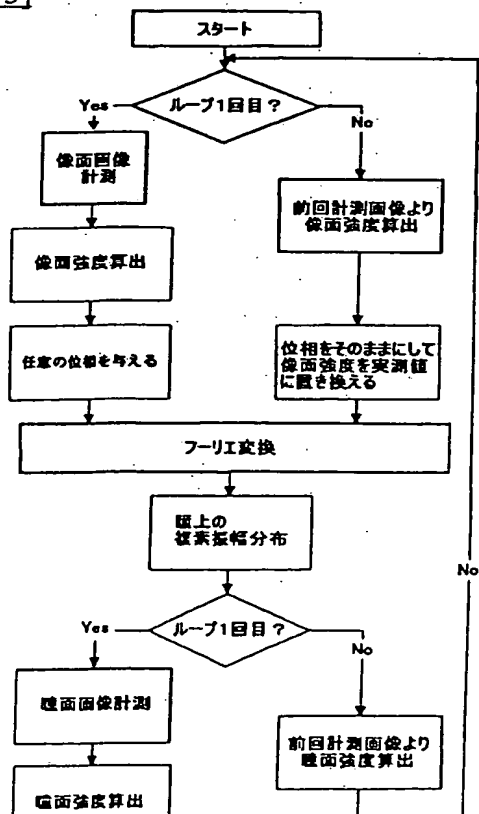 スタート
ループ1回目?
Yes
No
像面画像
計測
前回計測画像より
像面強度算出
像面強度算出
任意の位相を与える
位相をそのままにして
像面強度を実測値
に置き換える
フーリエ変換
瞳上の
複素振幅分布
No
ループ1回目?
Yes
No
瞳面画像計測
前回計測画像より
瞳面強度算出
瞳面強度算出